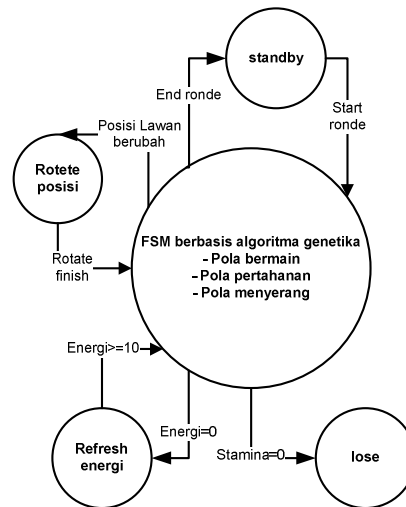 standby
End ronde
Start
ronde
Posisi Lawan
berubah
Rotete
posisi
Rotate
finish
FSM berbasis algoritma genetika
- Pola bermain
- Pola pertahanan
- Pola menyerang
Energi>=10
Energi=0
Refresh
energi
Stamina=0
lose